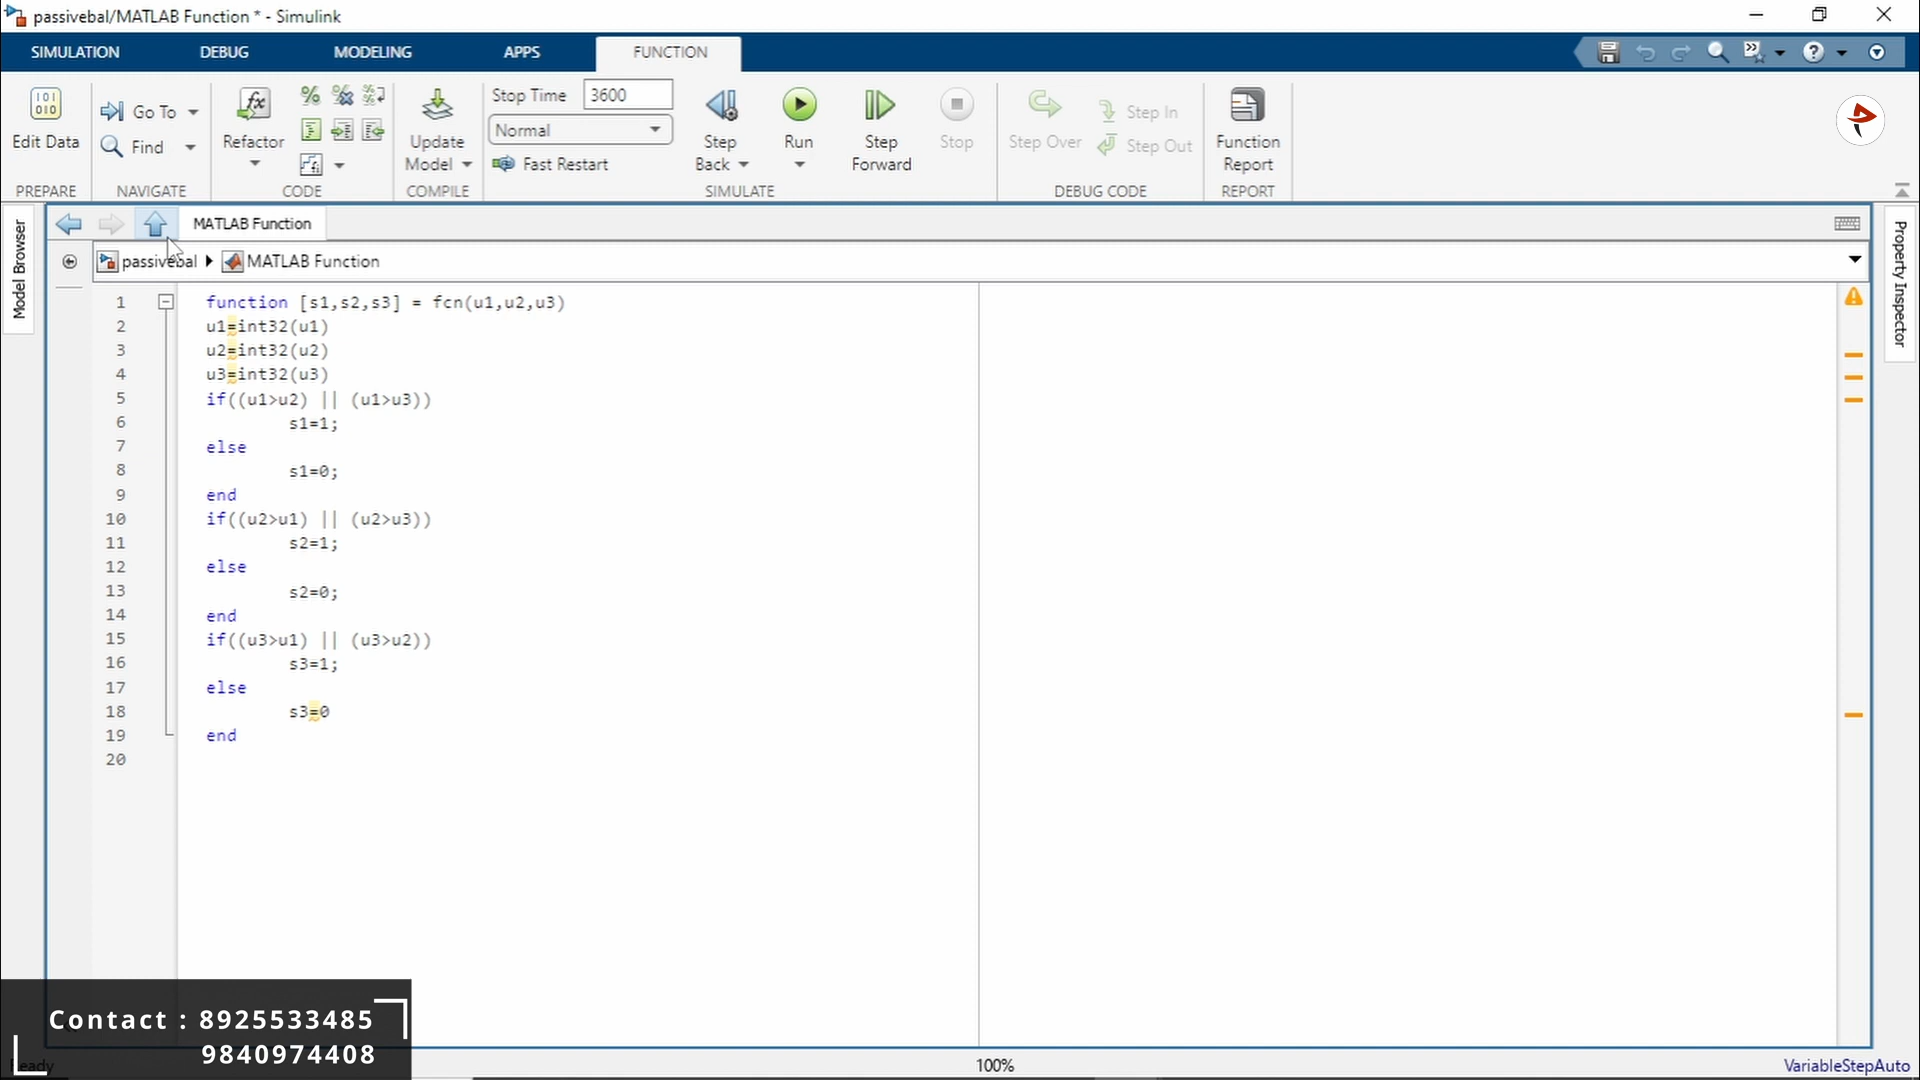 passivebal/MATLAB Function * - Simulink
SIMULATION DEBUG MODELING APPS FUNCTION
Edit Data
Go To
Find
Refactor
Update Model
Stop Time 3600
Normal
Fast Restart
Step Back
Run
Step Forward
Stop
Step Over
Step In
Step Out
Function Report
PREPARE NAVIGATE CODE COMPILE SIMULATE DEBUG CODE REPORT
Model Browser
MATLAB Function
passivebal MATLAB Function
Property Inspector
1 function [s1,s2,s3] = fcn(u1,u2,u3)
2 u1=int32(u1)
3 u2=int32(u2)
4 u3=int32(u3)
5 if((u1>u2) || (u1>u3))
6 s1=1;
7 else
8 s1=0;
9 end
10 if((u2>u1) || (u2>u3))
11 s2=1;
12 else
13 s2=0;
14 end
15 if((u3>u1) || (u3>u2))
16 s3=1;
17 else
18 s3=0
19 end
20
Contact : 8925533485
9840974408
Ready 100% VariableStepAuto